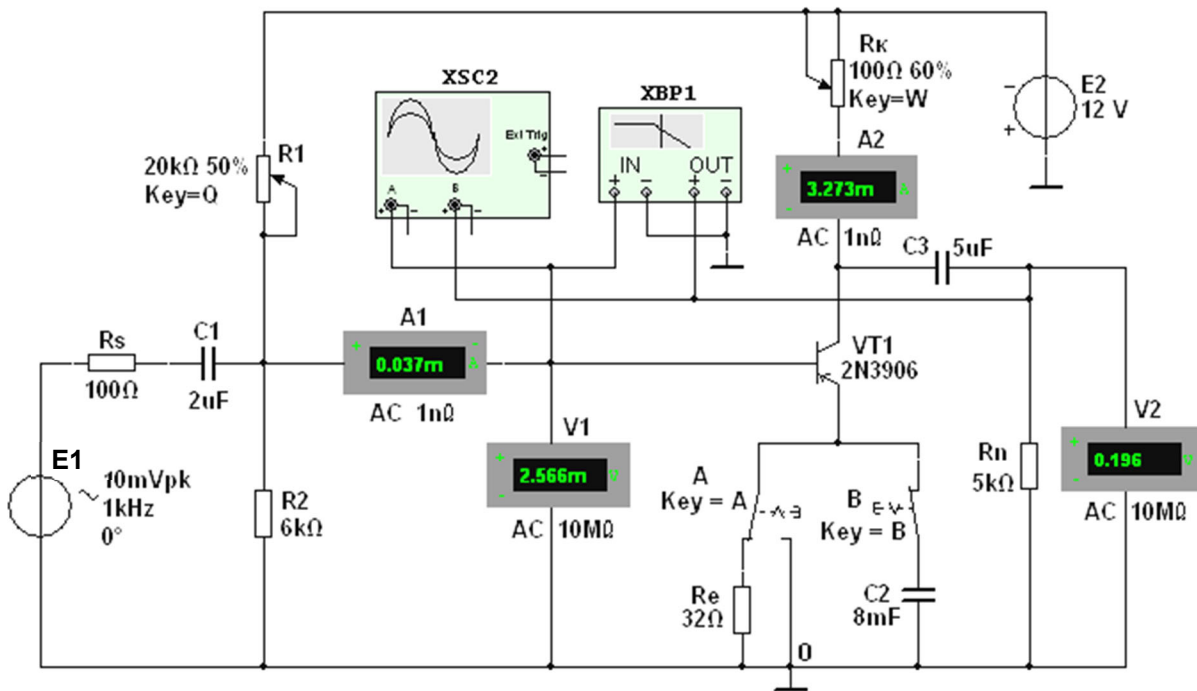 XSC2
Ext Trig
+
−
A
B
+ −
+ −
XBP1
IN
OUT
+ −
+ −
Rк
100Ω 60%
Key=W
E2
12 V
−
+
A2
+
3.273m A
-
AC 1nΩ
R1
20kΩ 50%
Key=Q
C3
5uF
Rs
100Ω
C1
2uF
A1
+ −
0.037m A
AC 1nΩ
VT1
2N3906
V1
+
2.566m V
-
AC 10MΩ
V2
+
0.196 V
-
AC 10MΩ
E1
10mVpk
1kHz
0°
R2
6kΩ
A
Key = A
B
Key = B
Rn
5kΩ
Re
32Ω
C2
8mF
0